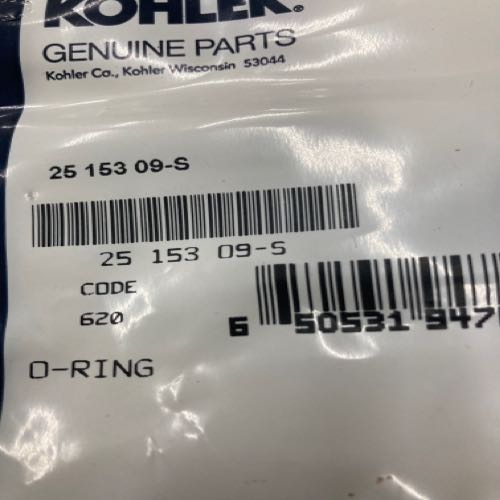 KOHLER®
GENUINE PARTS
Kohler Co., Kohler Wisconsin 53044
25 153 09-S
25 153 09-S
CODE
620
6 50531 947
O-RING